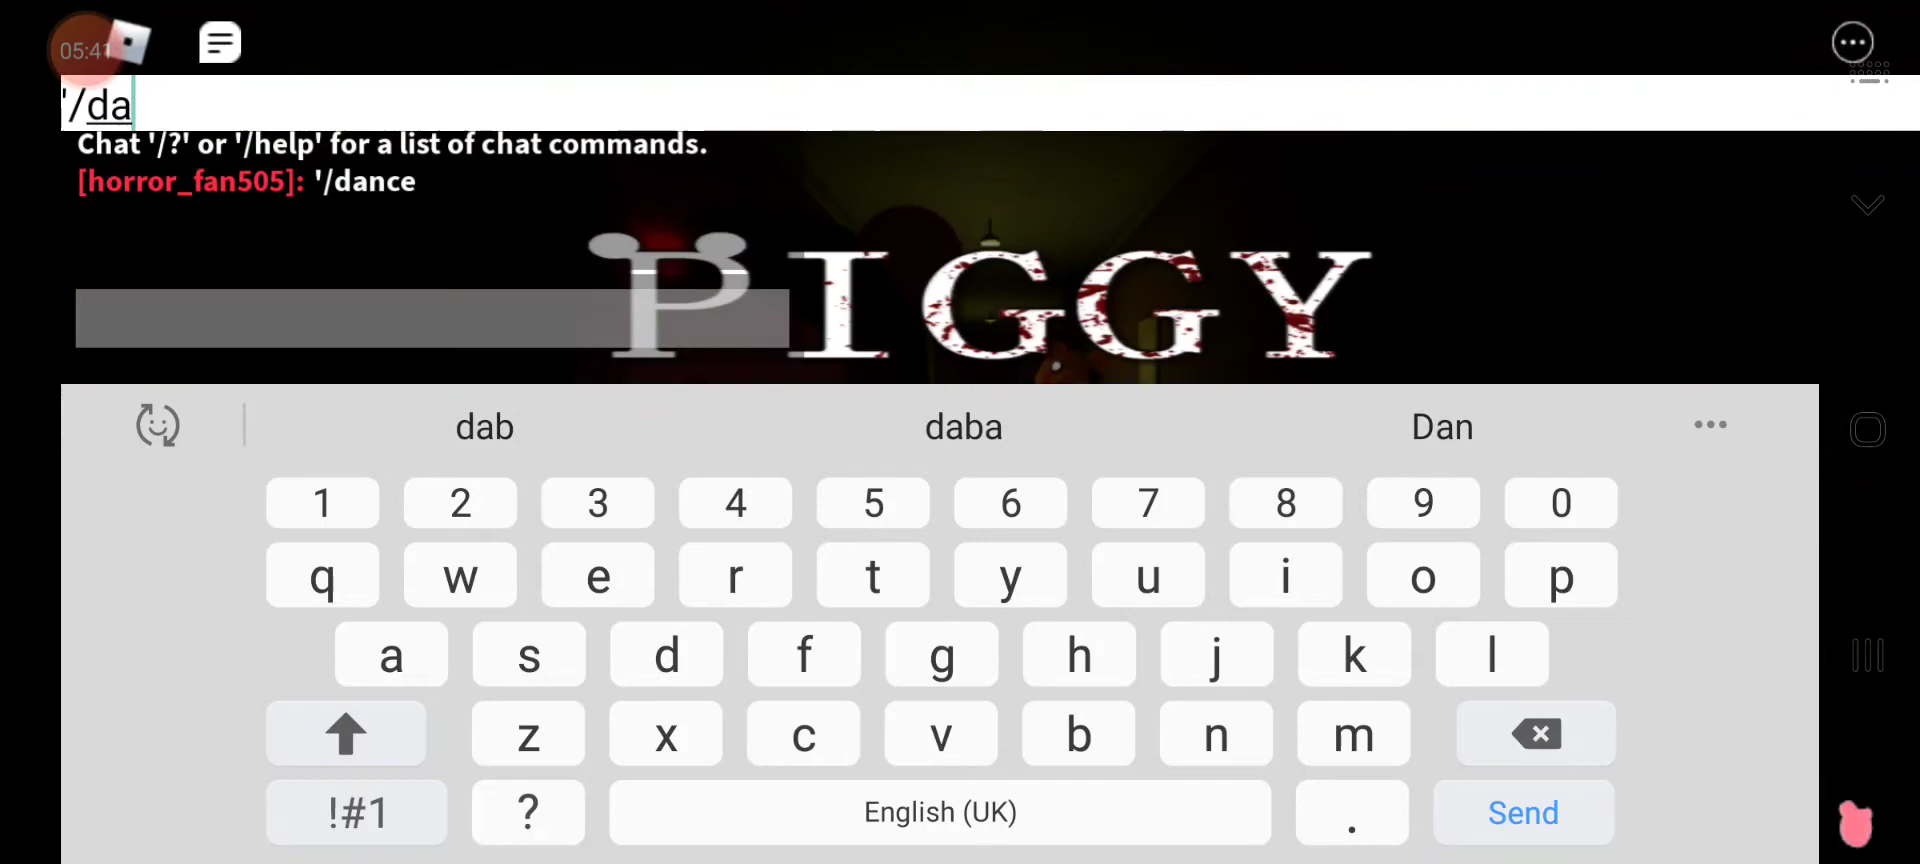 05:41
'/da
Chat '/?' or '/help' for a list of chat commands.
[horror_fan505]: '/dance
PIGGY
dab daba Dan
1 2 3 4 5 6 7 8 9 0
q w e r t y u i o p
a s d f g h j k l
z x c v b n m
!#1 ? English (UK) . Send